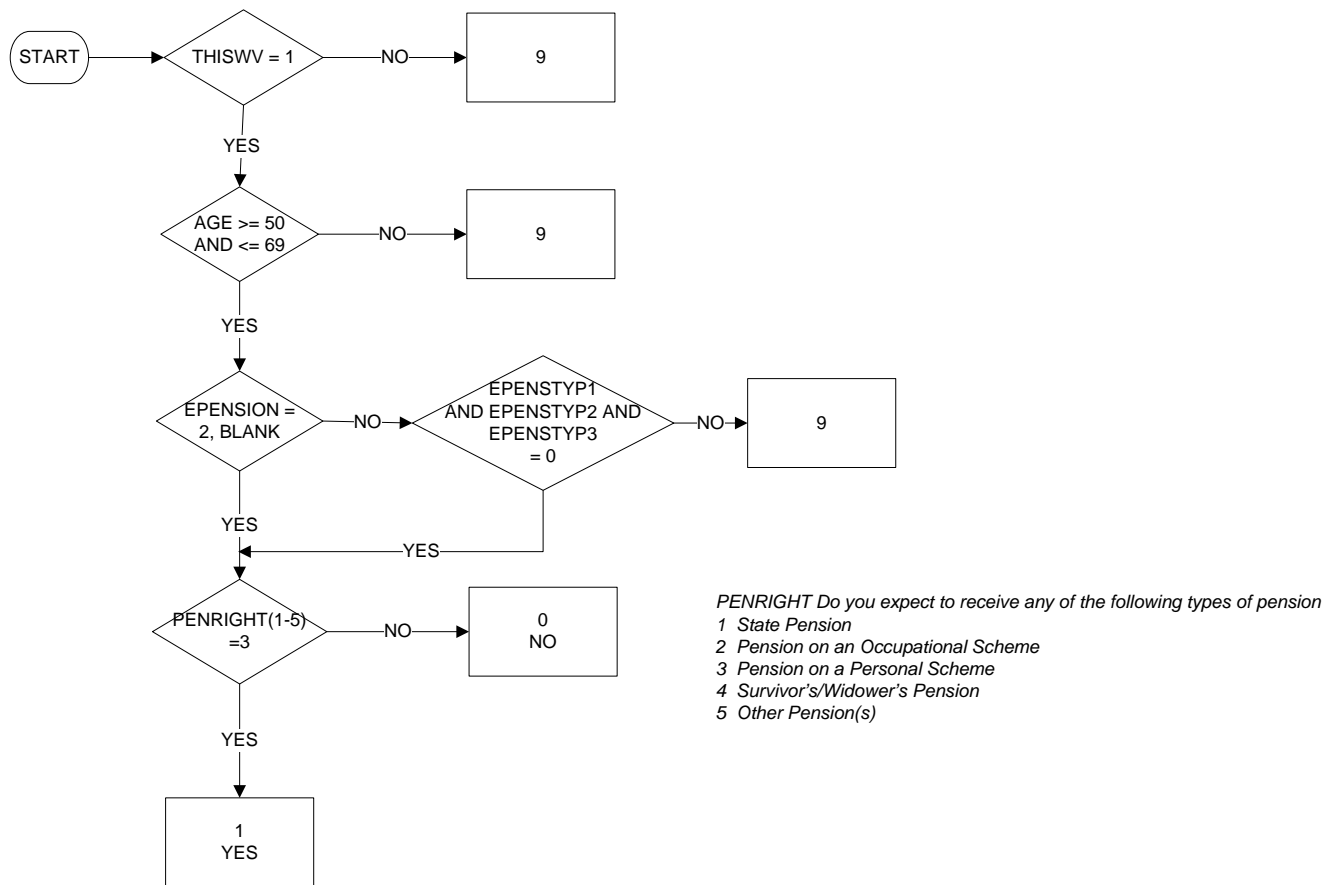 START
THISWV = 1
NO
9
YES
AGE >= 50
AND <= 69
NO
9
YES
EPENSION =
2, BLANK
NO
EPENSTYP1
AND EPENSTYP2 AND
EPENSTYP3
= 0
NO
9
YES
YES
PENRIGHT(1-5)
=3
NO
0
NO
PENRIGHT Do you expect to receive any of the following types of pension
1 State Pension
2 Pension on an Occupational Scheme
3 Pension on a Personal Scheme
4 Survivor's/Widower's Pension
5 Other Pension(s)
YES
1
YES